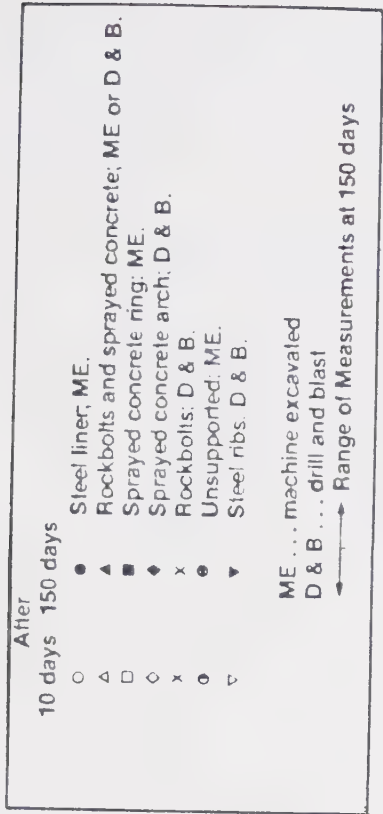 After
10 days 150 days
○ ● Steel liner; ME.
△ ▲ Rockbolts and sprayed concrete; ME or D & B.
□ ■ Sprayed concrete ring: ME.
◇ ◆ Sprayed concrete arch; D & B.
x x Rockbolts: D & B.
Unsupported: ME.
▽ ▼ Steel ribs. D & B.
ME ... machine excavated
D & B ... drill and blast
Range of Measurements at 150 days